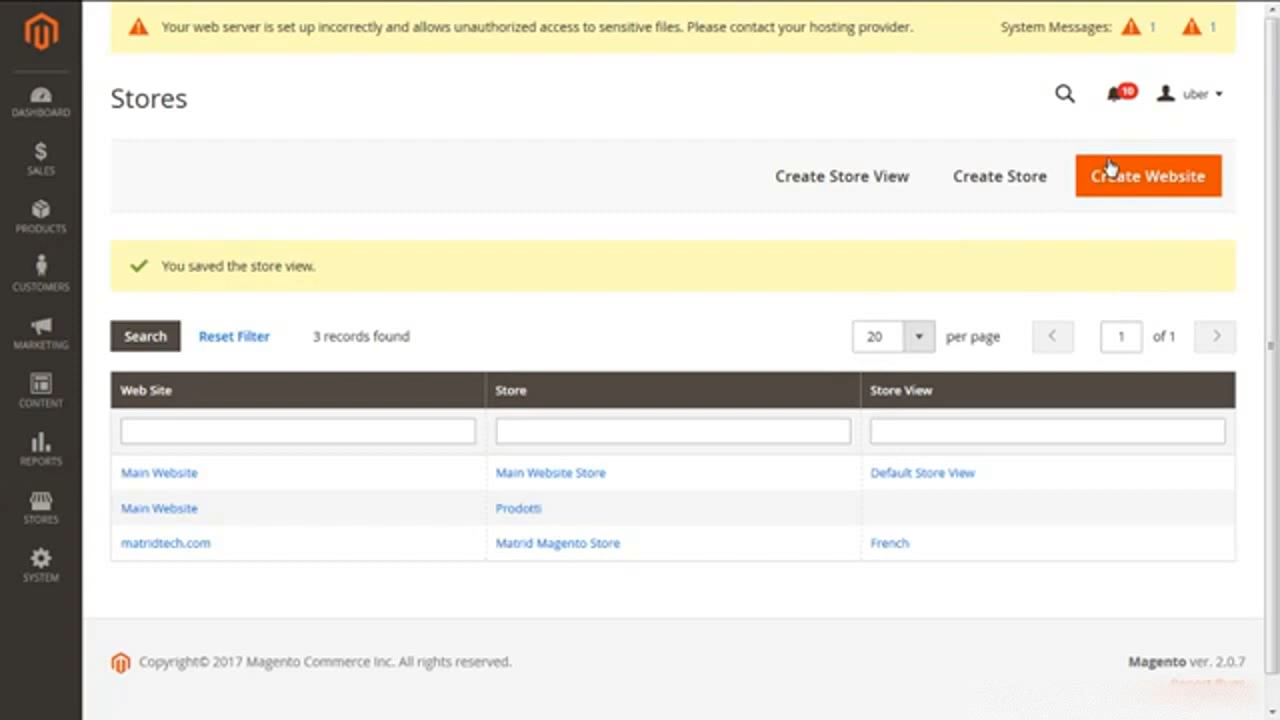 Your web server is set up incorrectly and allows unauthorized access to sensitive files. Please contact your hosting provider. System Messages: 1 1
Stores
10 uber
DASHBOARD
SALES
PRODUCTS
CUSTOMERS
MARKETING
CONTENT
REPORTS
STORES
SYSTEM
Create Store View Create Store Create Website
You saved the store view.
Search Reset Filter 3 records found 20 per page 1 of 1
Web Site Store Store View
Main Website Main Website Store Default Store View
Main Website Prodotti
matridtech.com Matrid Magento Store French
Copyright© 2017 Magento Commerce Inc. All rights reserved. Magento ver. 2.0.7